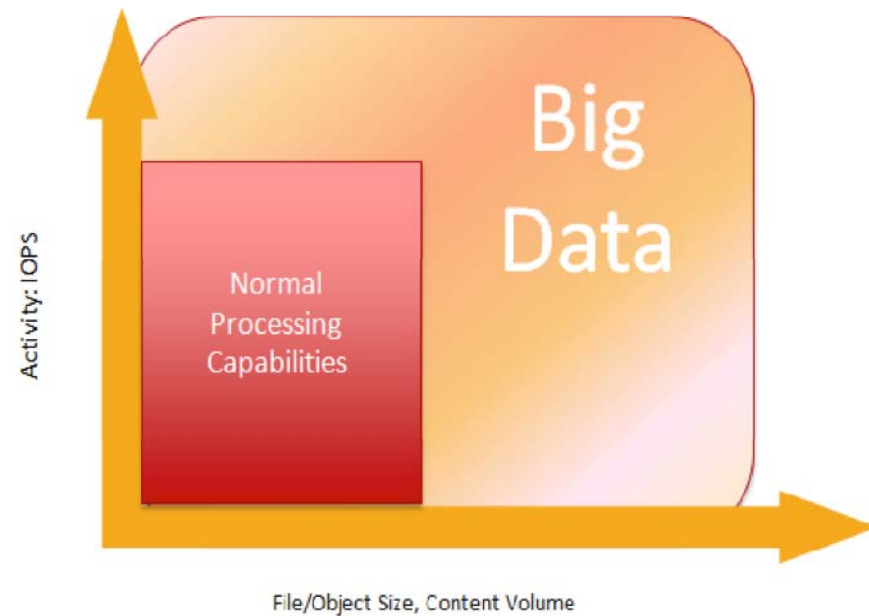 Big
Data
Activity: IOPS
Normal
Processing
Capabilities
File/Object Size, Content Volume